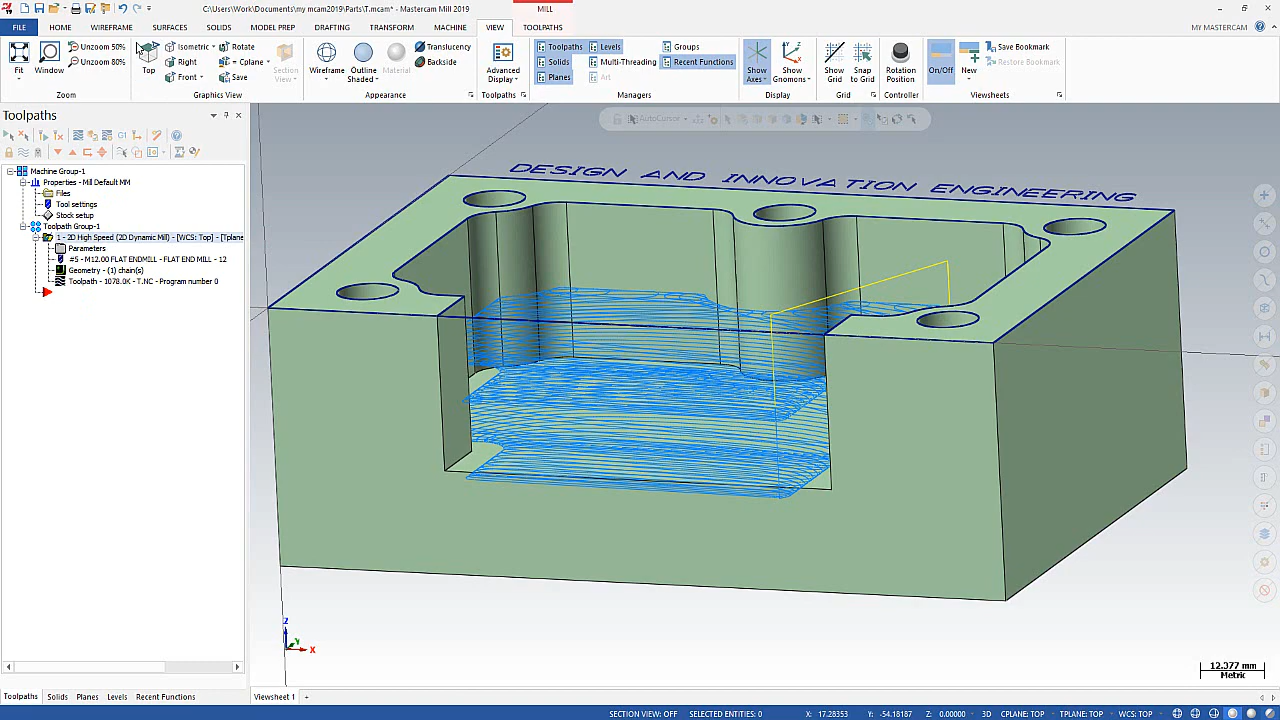 C:\Users\Work\Documents\my mcam2019\Parts\T.mcam* - Mastercam Mill 2019
MILL
FILE HOME WIREFRAME SURFACES SOLIDS MODEL PREP DRAFTING TRANSFORM MACHINE VIEW TOOLPATHS MY MASTERCAM
Unzoom 50% Isometric Rotate Translucency Toolpaths Levels Groups Save Bookmark
Unzoom 80% Right = Cplane Backside Solids Multi-Threading Recent Functions Restore Bookmark
Front Save Planes Art
Fit Window Top Section View Wireframe Outline Shaded Material Advanced Display Show Axes Show Gnomons Show Grid Snap to Grid Rotation Position On/Off New
Zoom Graphics View Appearance Toolpaths Managers Display Grid Controller Viewsheets
Toolpaths
AutoCursor
Machine Group-1
Properties - Mill Default MM
Files
Tool settings
Stock setup
Toolpath Group-1
1 - 2D High Speed (2D Dynamic Mill) - [WCS: Top] - [Tplane
Parameters
#5 - M12.00 FLAT ENDMILL - FLAT END MILL - 12
Geometry - (1) chain(s)
Toolpath - 1078.0K - T.NC - Program number 0
G1
DESIGN AND INNOVATION ENGINEERING
Z
Y
X
12.377 mm
Metric
Toolpaths Solids Planes Levels Recent Functions Viewsheet 1 +
SECTION VIEW: OFF SELECTED ENTITIES: 0 X: 17.28353 Y: -54.18187 Z: 0.00000 3D CPLANE: TOP TPLANE: TOP WCS: TOP